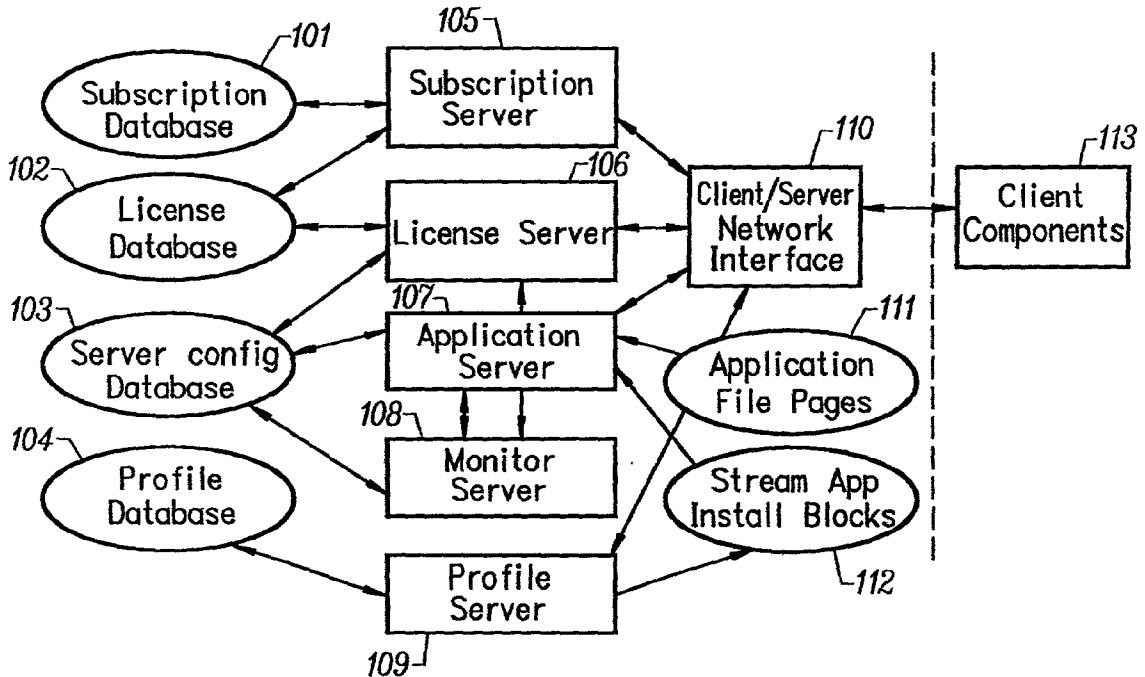 101
Subscription
Database
105
Subscription
Server
102
License
Database
106
License Server
110
Client/Server
Network
Interface
113
Client
Components
103
Server config
Database
107
Application
Server
111
Application
File Pages
104
Profile
Database
108
Monitor
Server
Stream App
Install Blocks
112
Profile
Server
109